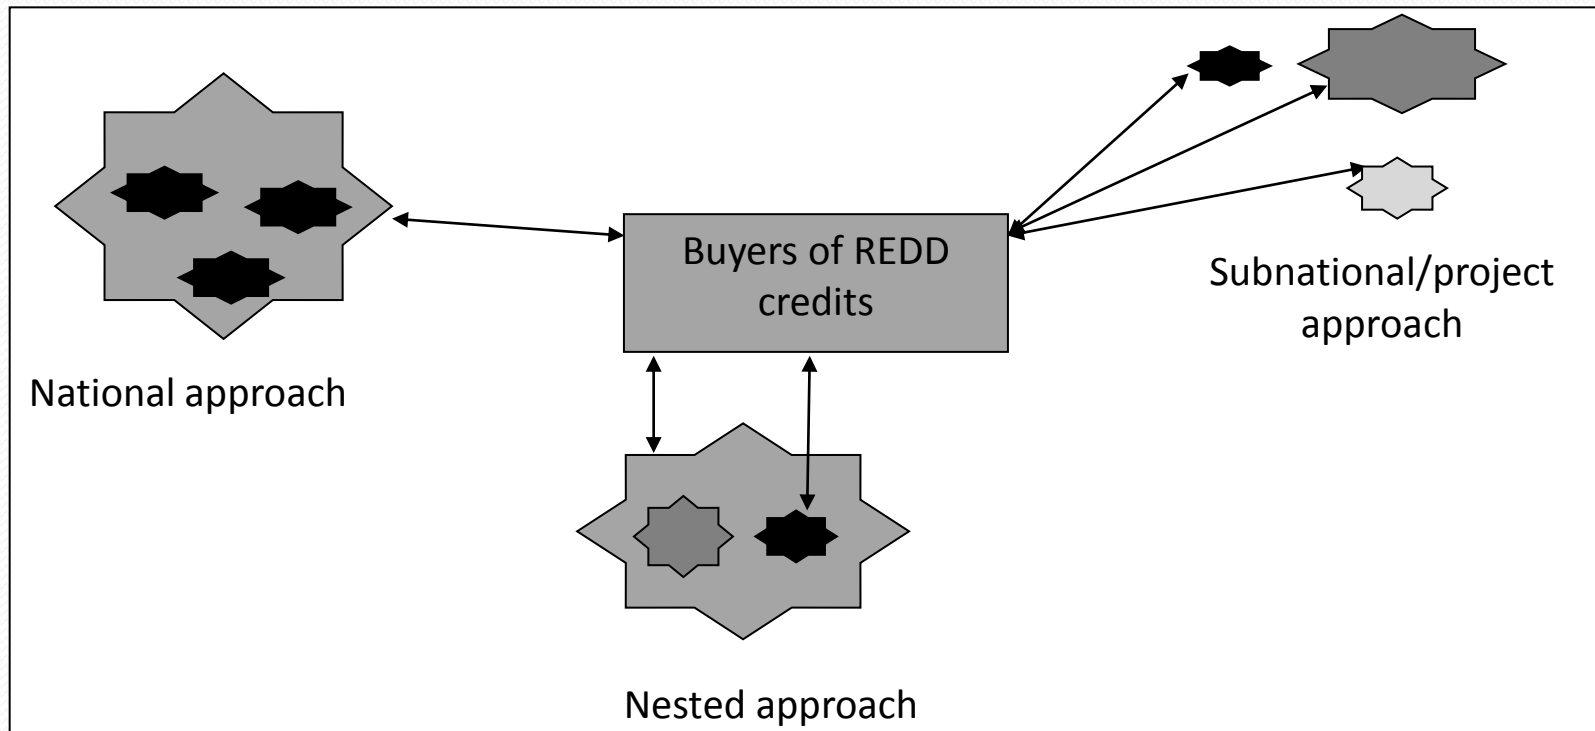 Buyers of REDD
credits
Subnational/project
approach
National approach
Nested approach